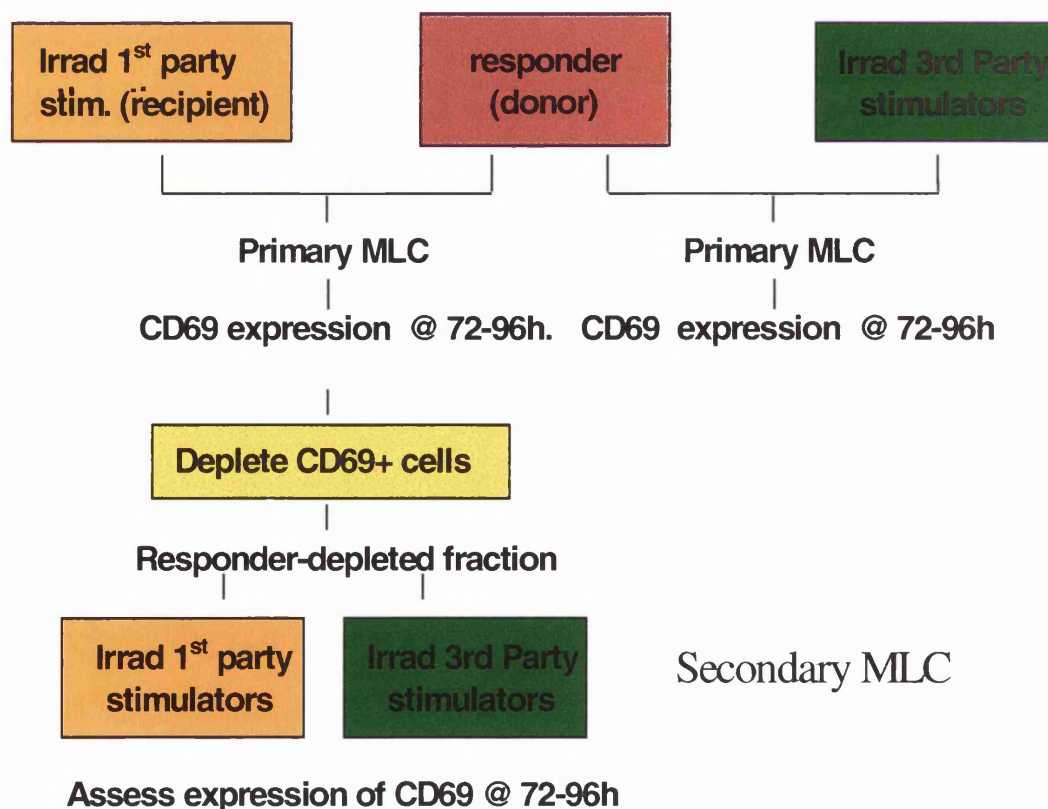 Irrad 1st party
stim. (recipient)
responder
(donor)
Irrad 3rd Party
stimulators
Primary MLC
Primary MLC
CD69 expression @ 72-96h.
CD69 expression @ 72-96h
Deplete CD69+ cells
Responder-depleted fraction
Irrad 1st party
stimulators
Irrad 3rd Party
stimulators
Secondary MLC
Assess expression of CD69 @ 72-96h